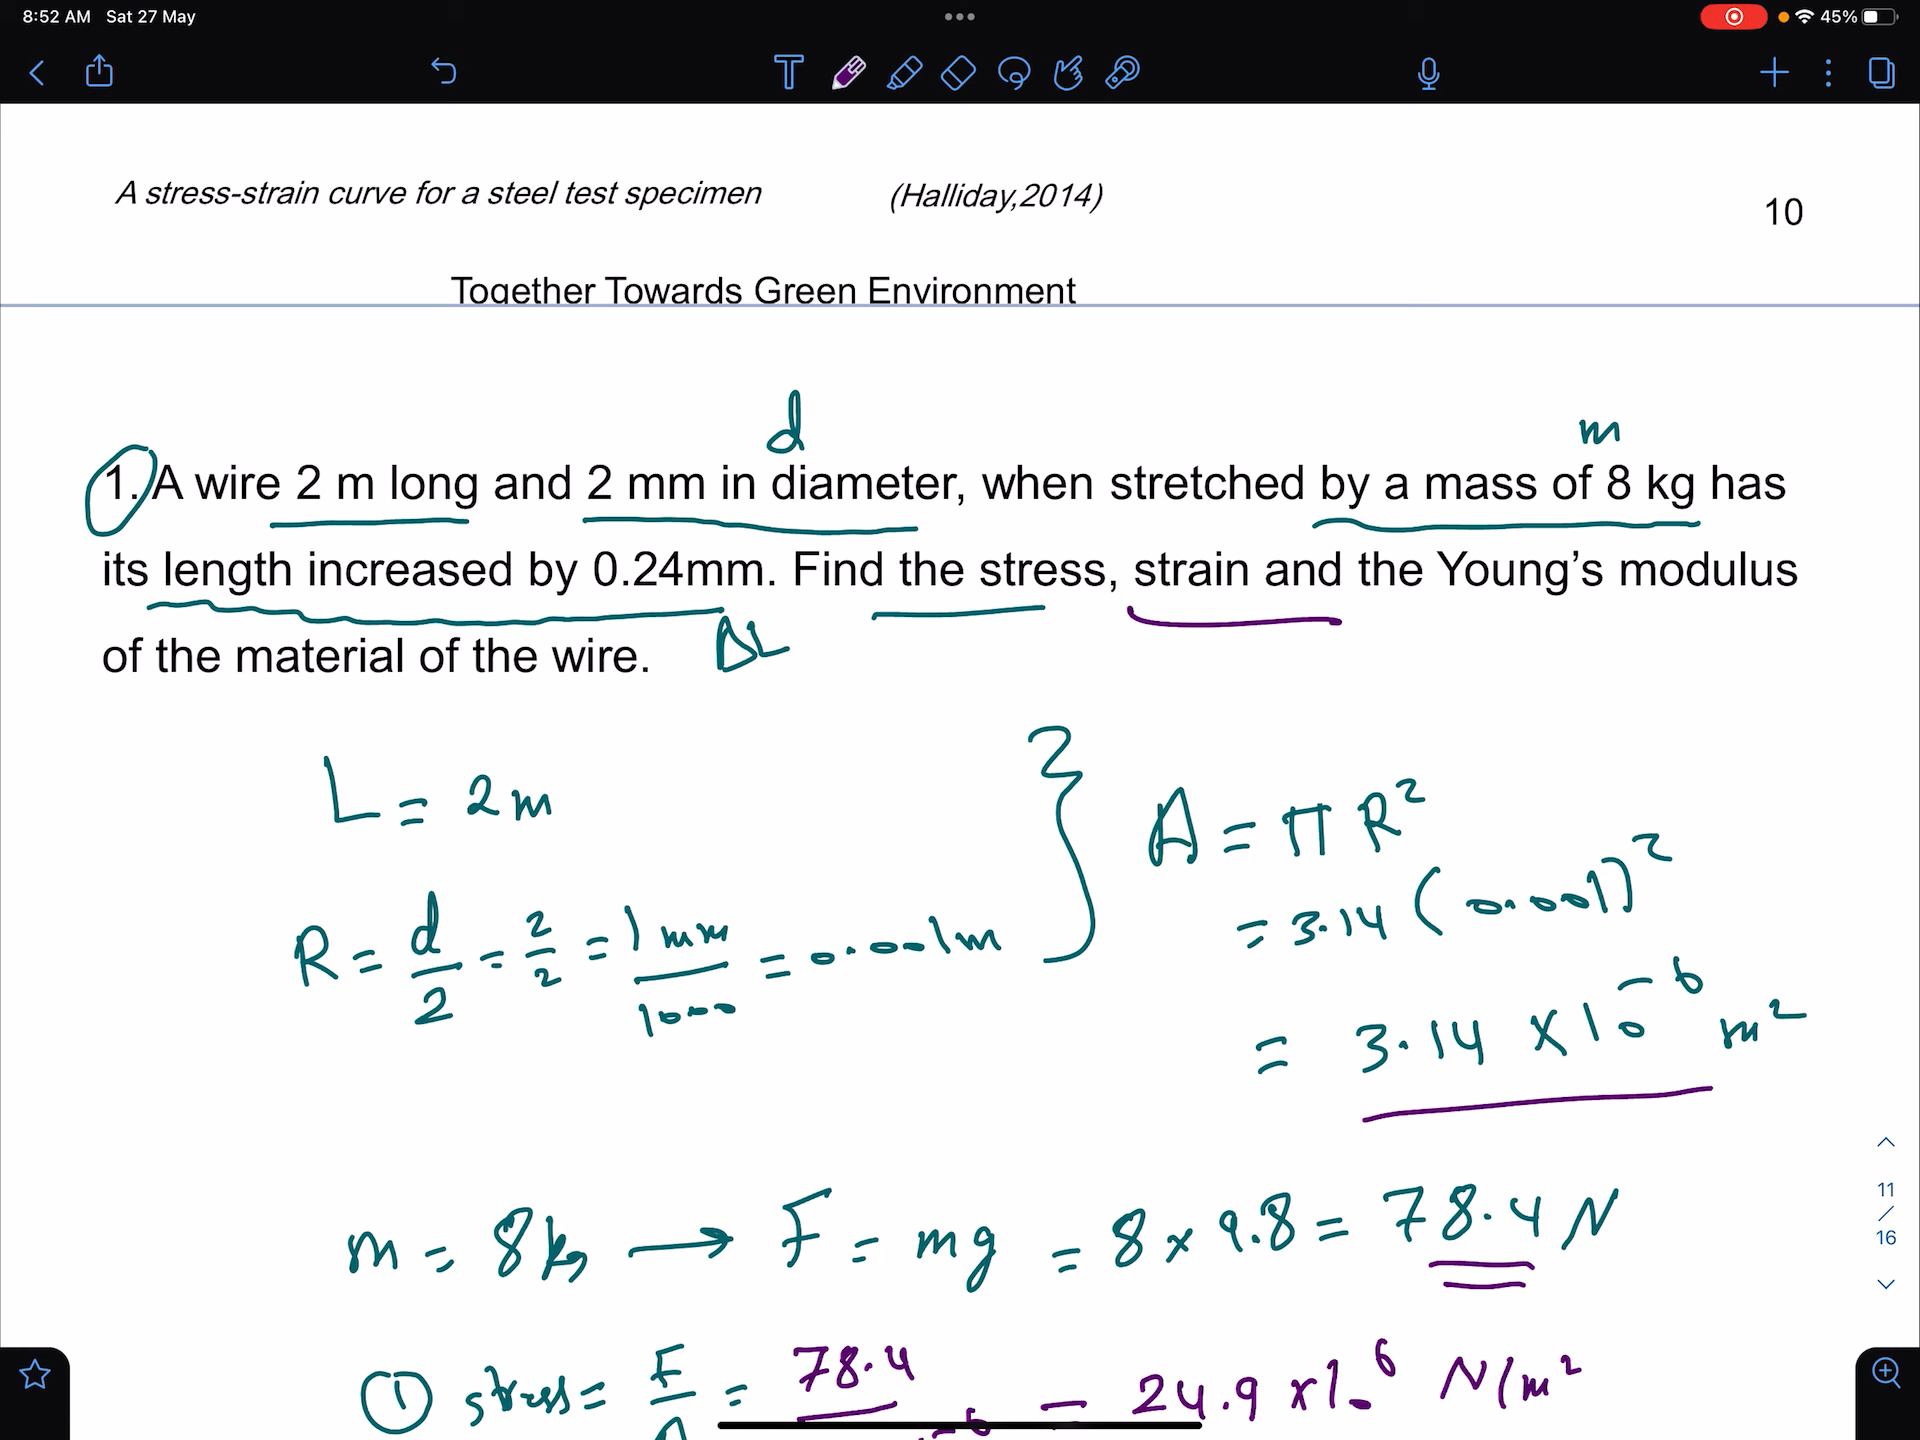 8:52 AM Sat 27 May
45%
A stress-strain curve for a steel test specimen (Halliday,2014)
10
Together Towards Green Environment
d m
1. A wire 2 m long and 2 mm in diameter, when stretched by a mass of 8 kg has
its length increased by 0.24mm. Find the stress, strain and the Young’s modulus
of the material of the wire. ΔL
L = 2m
A = π R²
R = d/2 = 2/2 = 1 mm/1000 = 0.001m
= 3.14 (0.001)²
= 3.14 × 10⁻⁶ m²
11
/
16
m = 8kg → F = mg = 8 × 9.8 = 78.4 N
① stress = F/A = 78.4/ ⁻⁶ = 24.9 × 10⁶ N/m²